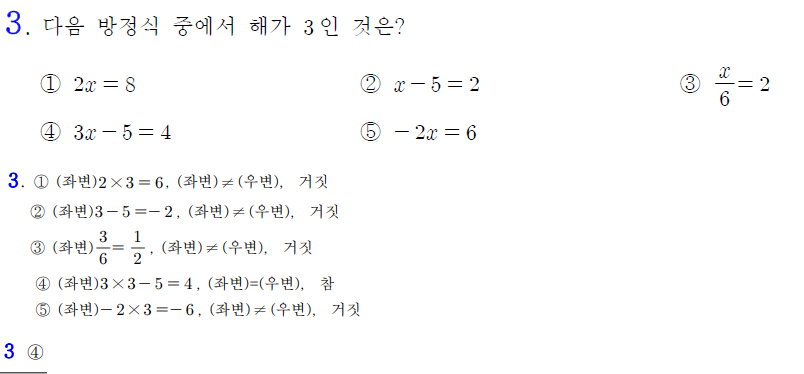 3. 다음 방정식 중에서 해가 3인 것은?
① 2x = 8 ② x − 5 = 2 ③ x/6 = 2
④ 3x − 5 = 4 ⑤ − 2x = 6
3. ① (좌변)2×3 = 6, (좌변)≠(우변), 거짓
② (좌변)3 − 5 = − 2, (좌변)≠(우변), 거짓
③ (좌변)3/6 = 1/2, (좌변)≠(우변), 거짓
④ (좌변)3×3 − 5 = 4, (좌변)=(우변), 참
⑤ (좌변)− 2×3 = − 6, (좌변)≠(우변), 거짓
3 ④